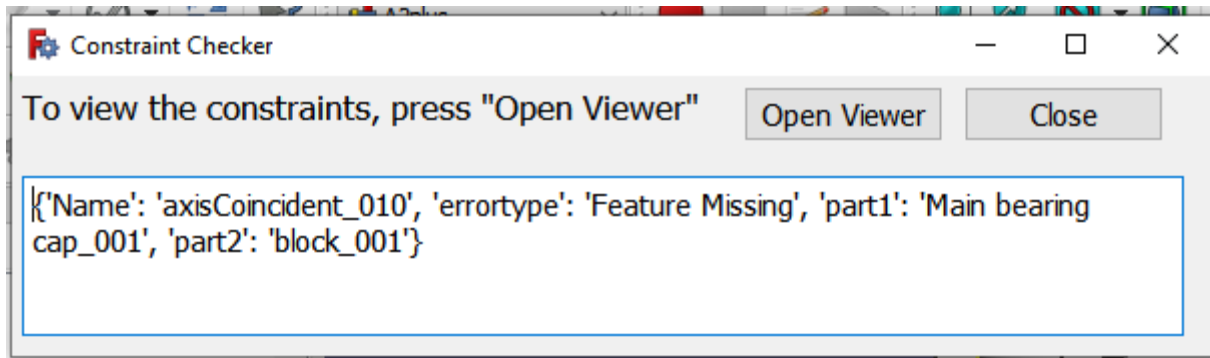 A2plus
Constraint Checker
To view the constraints, press "Open Viewer"
Open Viewer
Close
{'Name': 'axisCoincident_010', 'errortype': 'Feature Missing', 'part1': 'Main bearing
cap_001', 'part2': 'block_001'}